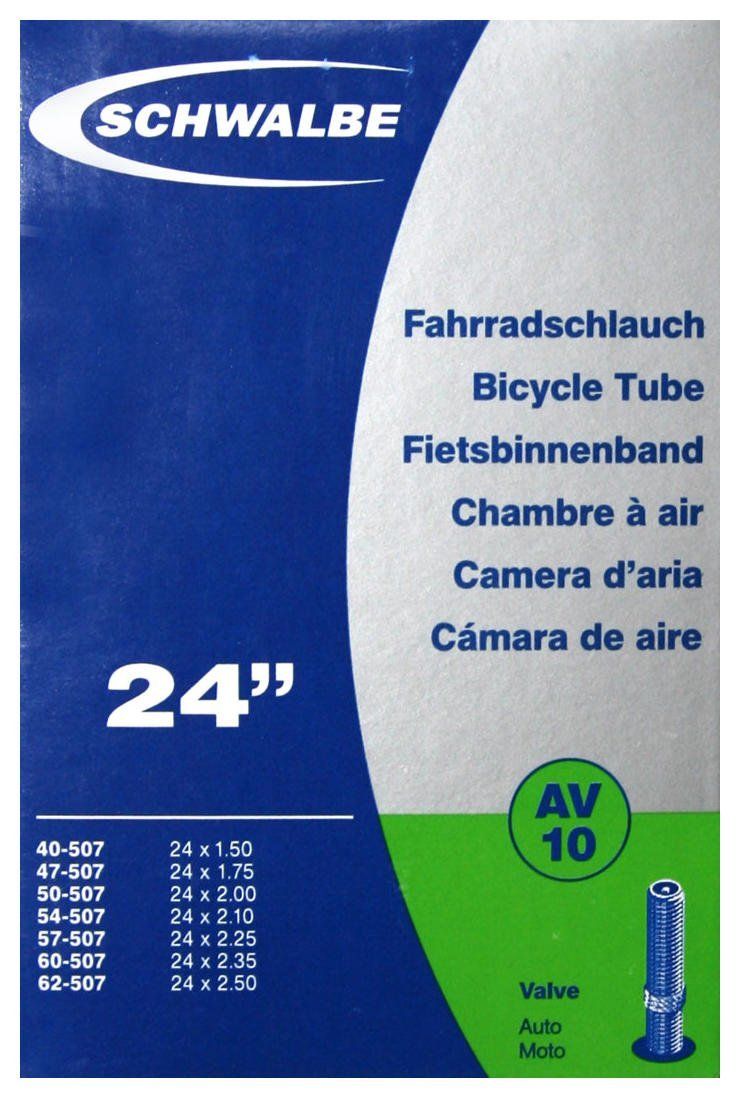 SCHWALBE
Fahrradschlauch
Bicycle Tube
Fietsbinnenband
Chambre à air
Camera d’aria
Cámara de aire
24”
40-507 24 x 1.50
47-507 24 x 1.75
50-507 24 x 2.00
54-507 24 x 2.10
57-507 24 x 2.25
60-507 24 x 2.35
62-507 24 x 2.50
AV
10
Valve
Auto
Moto